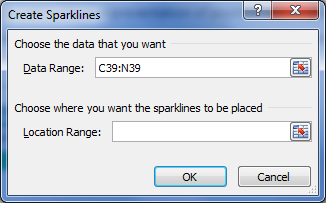 Create Sparklines
Choose the data that you want
Data Range: C39:N39
Choose where you want the sparklines to be placed
Location Range:
OK Cancel